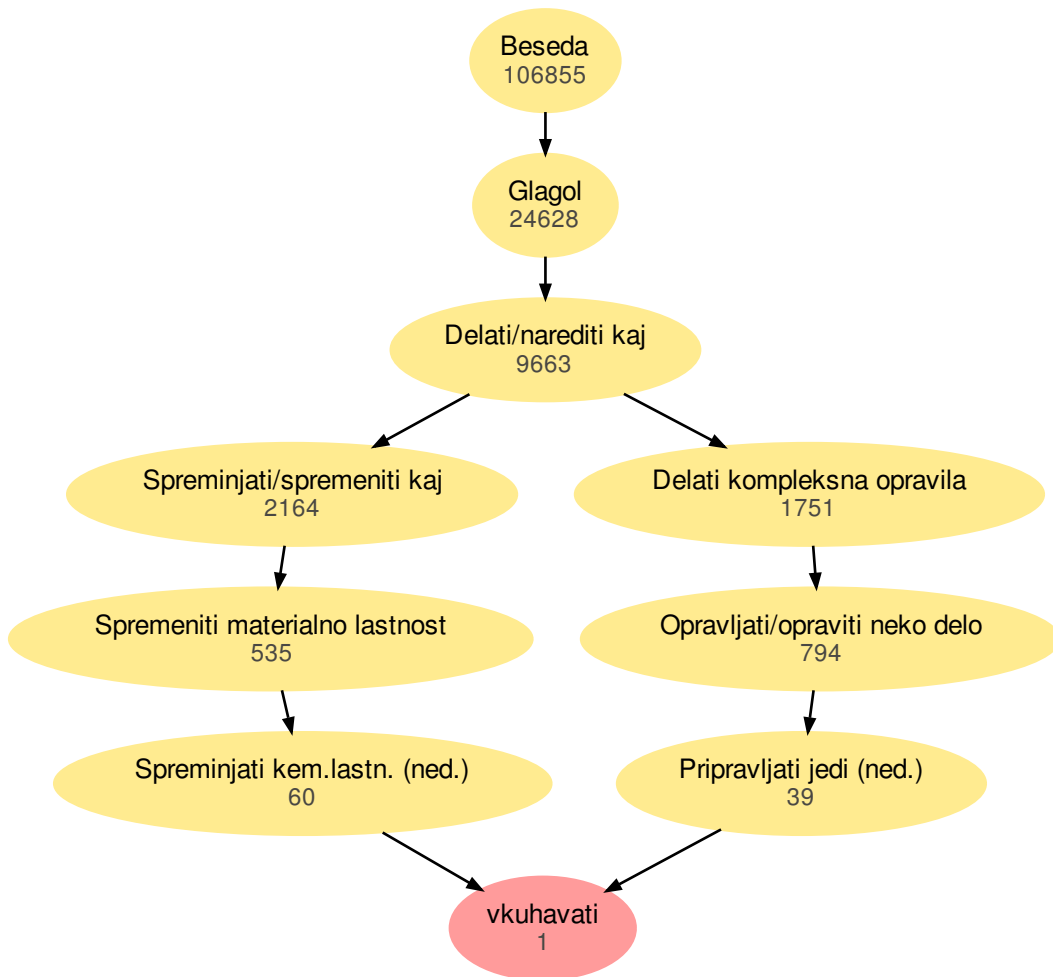 Beseda
106855
Glagol
24628
Delati/narediti kaj
9663
Spreminjati/spremeniti kaj
2164
Delati kompleksna opravila
1751
Spremeniti materialno lastnost
535
Opravljati/opraviti neko delo
794
Spreminjati kem.lastn. (ned.)
60
Pripravljati jedi (ned.)
39
vkuhavati
1